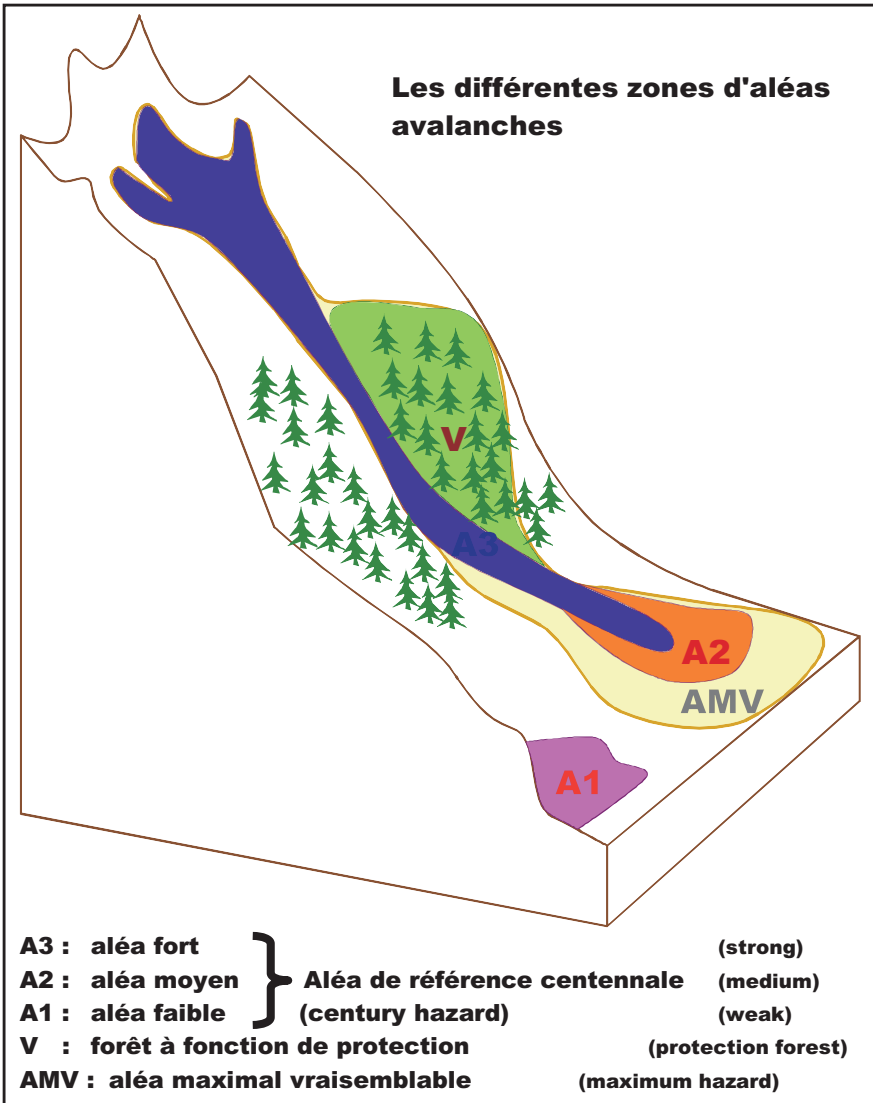 Les différentes zones d'aléas
avalanches
V
A3
A2
AMV
A1
A3 : aléa fort (strong)
A2 : aléa moyen Aléa de référence centennale (medium)
A1 : aléa faible (century hazard) (weak)
V : forêt à fonction de protection (protection forest)
AMV : aléa maximal vraisemblable (maximum hazard)